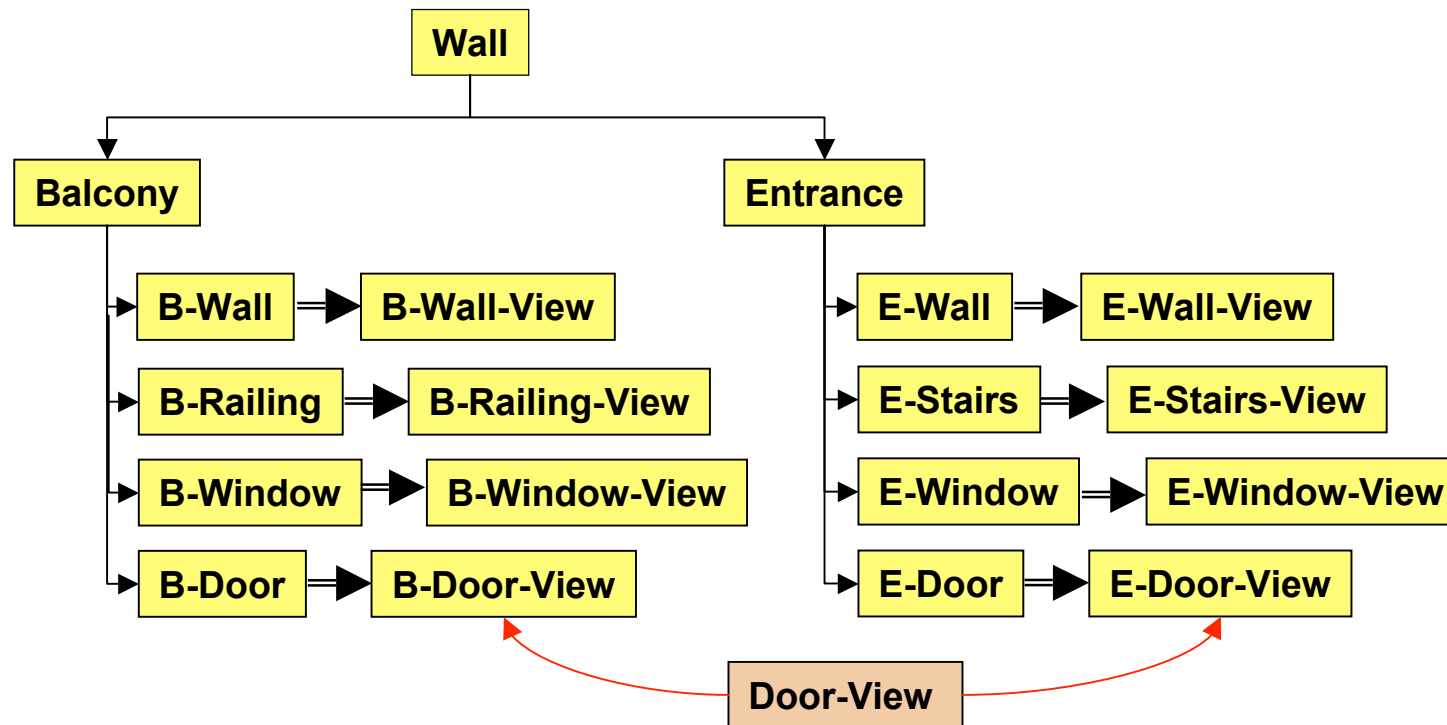 Wall
Balcony
Entrance
B-Wall
B-Wall-View
E-Wall
E-Wall-View
B-Railing
B-Railing-View
E-Stairs
E-Stairs-View
B-Window
B-Window-View
E-Window
E-Window-View
B-Door
B-Door-View
E-Door
E-Door-View
Door-View